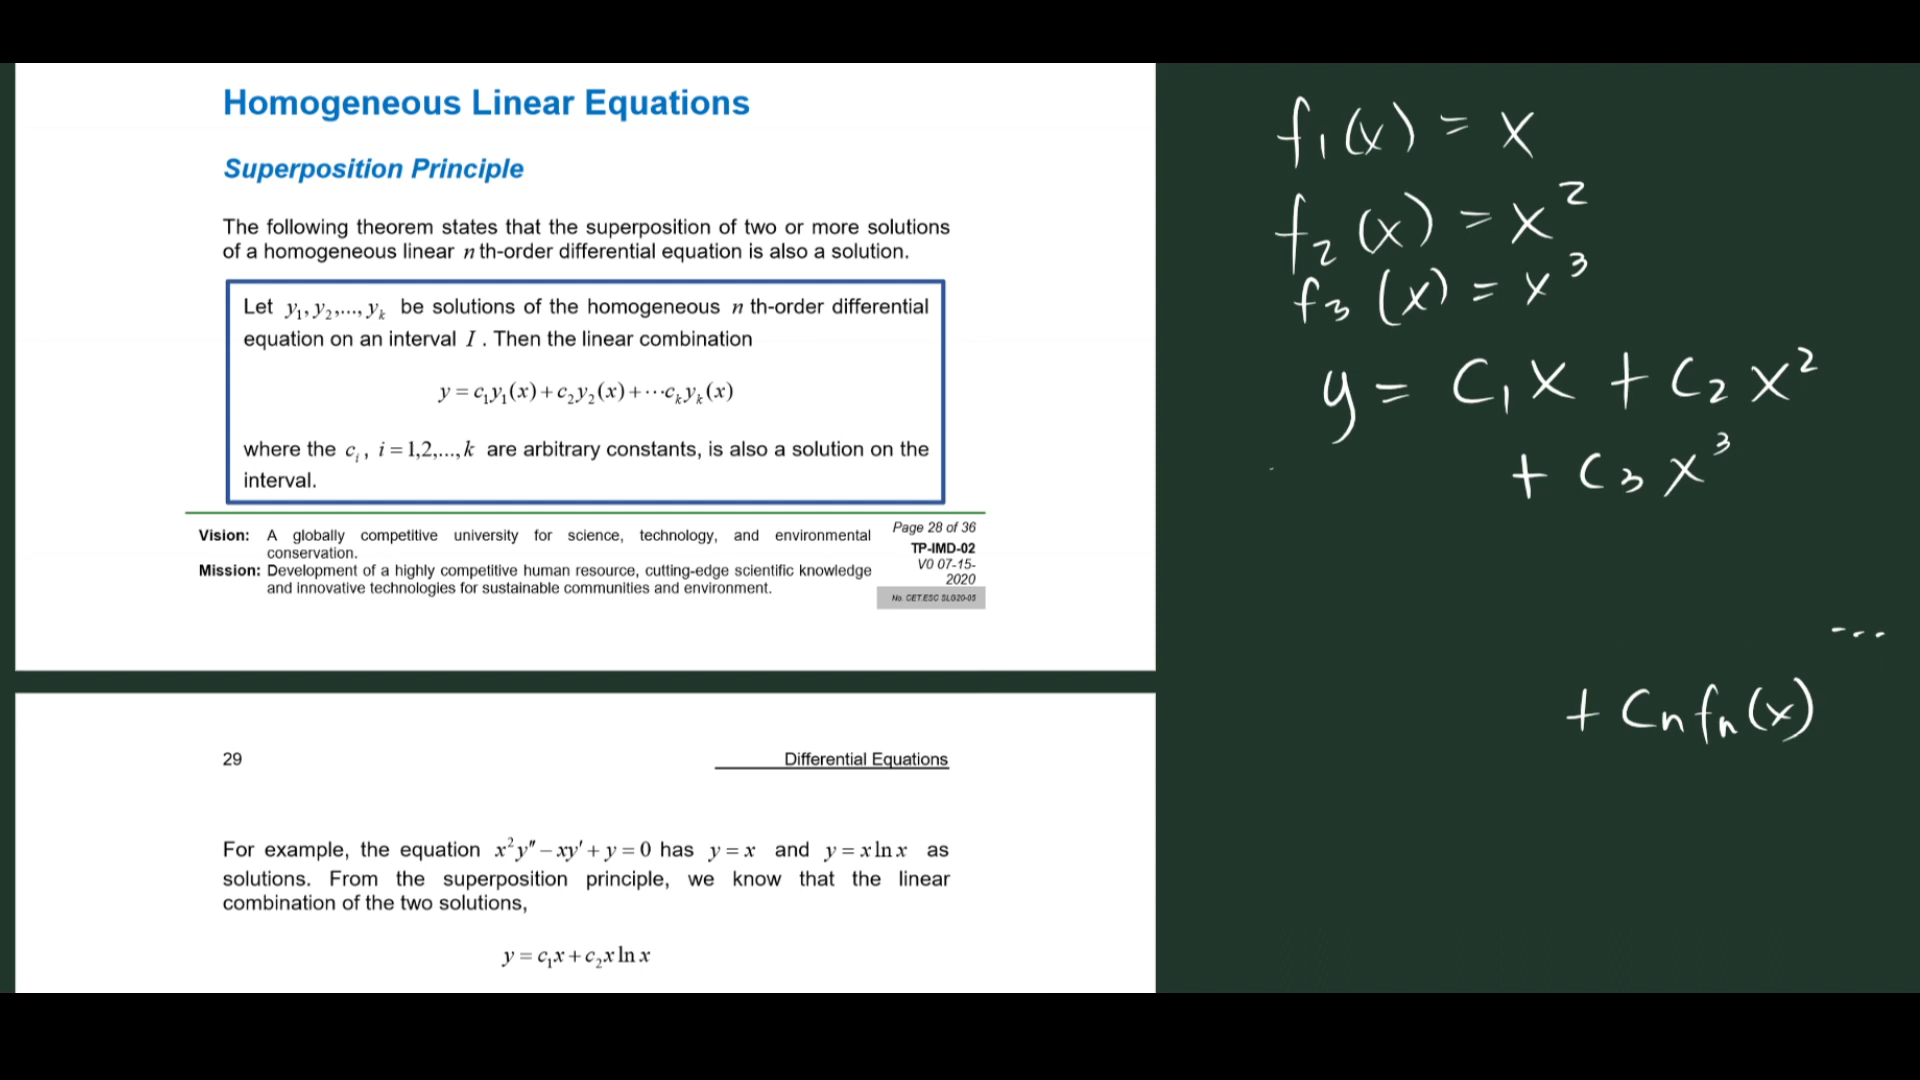 Homogeneous Linear Equations
Superposition Principle
The following theorem states that the superposition of two or more solutions
of a homogeneous linear n th-order differential equation is also a solution.
Let y₁, y₂,..., yₖ be solutions of the homogeneous n th-order differential
equation on an interval I . Then the linear combination
y = c₁y₁(x) + c₂y₂(x) + ···cₖyₖ(x)
where the cᵢ, i = 1,2,..., k are arbitrary constants, is also a solution on the
interval.
Vision: A globally competitive university for science, technology, and environmental
conservation.
Mission: Development of a highly competitive human resource, cutting-edge scientific knowledge
and innovative technologies for sustainable communities and environment.
Page 28 of 36
TP-IMD-02
V0 07-15-
2020
No. CET.ESC SLG20-05
29
Differential Equations
For example, the equation x²y″ − xy′ + y = 0 has y = x and y = x ln x as
solutions. From the superposition principle, we know that the linear
combination of the two solutions,
y = c₁x + c₂x ln x
f₁(x) = x
f₂(x) = x²
f₃(x) = x³
y = C₁x + C₂x²
+ C₃x³
...
+ Cnfn(x)